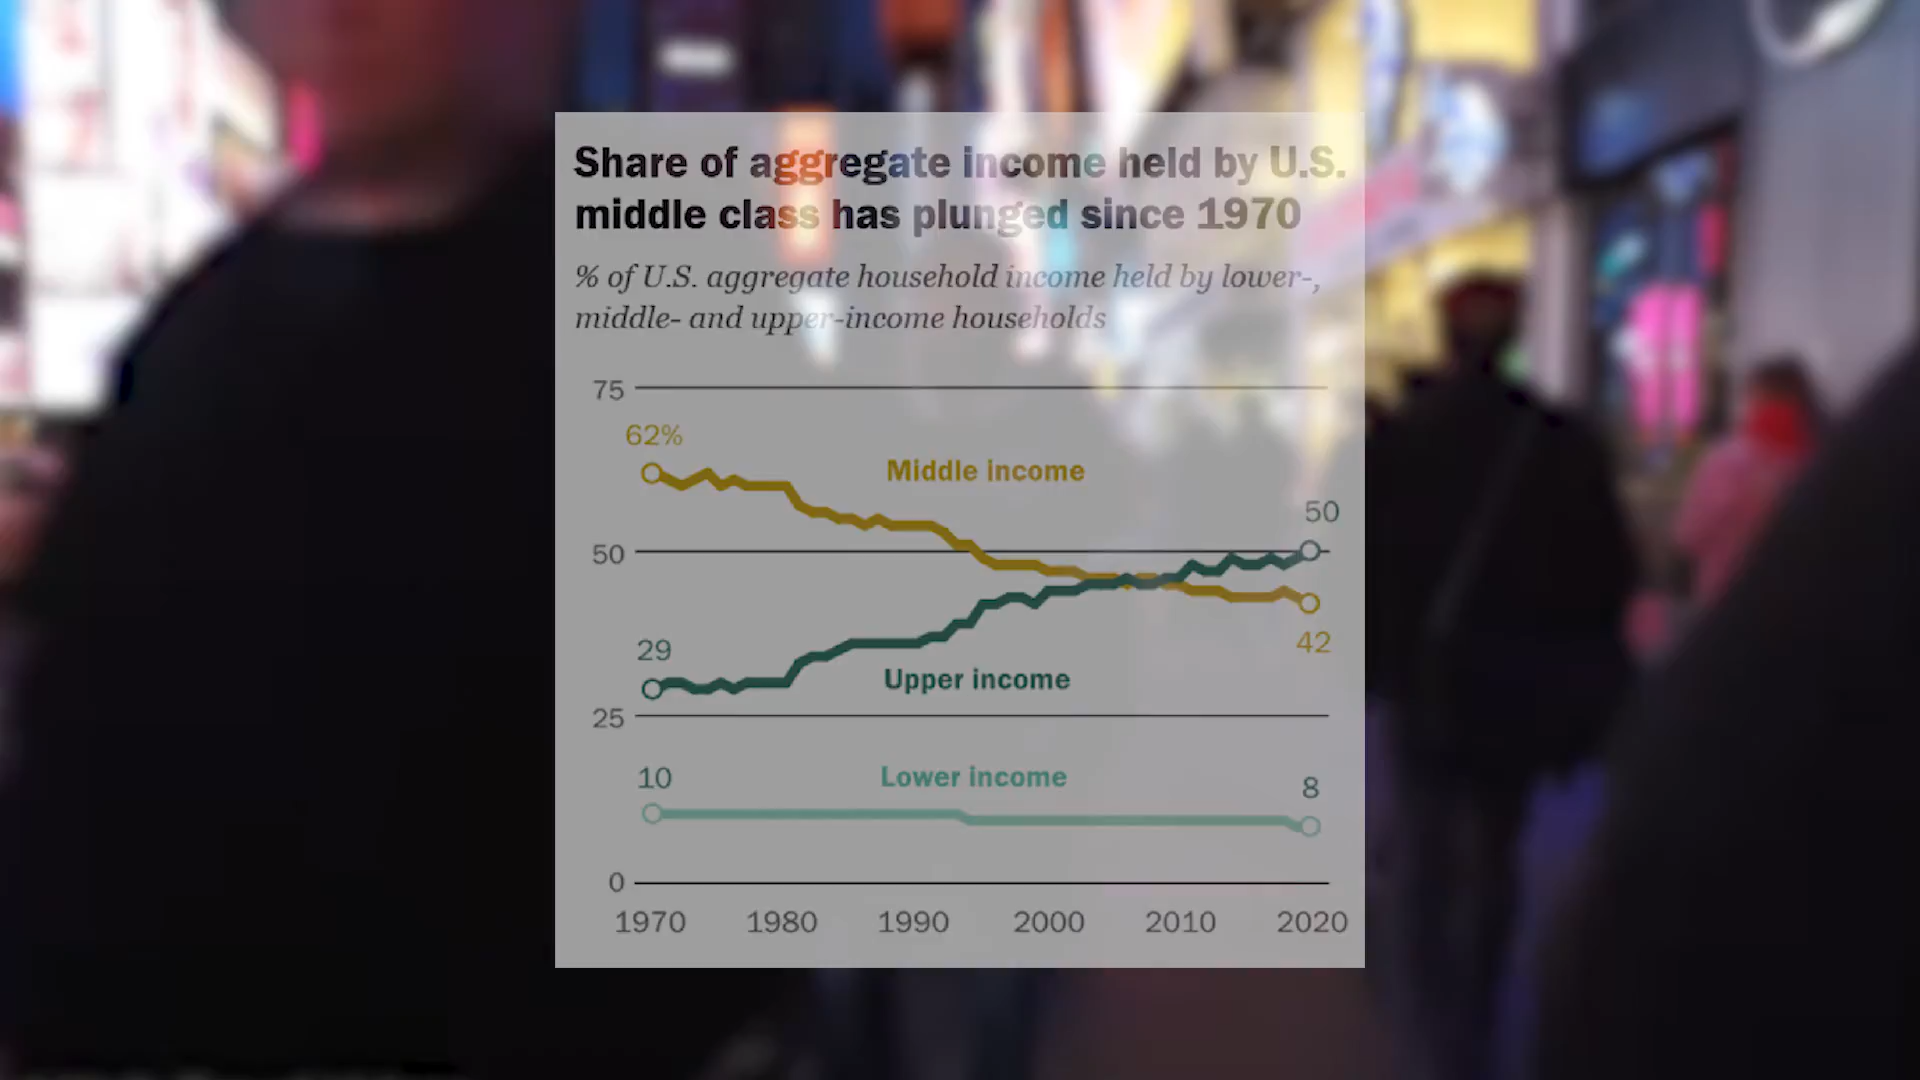 Share of aggregate income held by U.S.
middle class has plunged since 1970
% of U.S. aggregate household income held by lower-,
middle- and upper-income households
75
62%
Middle income
50
50
42
29
Upper income
25
10
Lower income
8
0
1970 1980 1990 2000 2010 2020